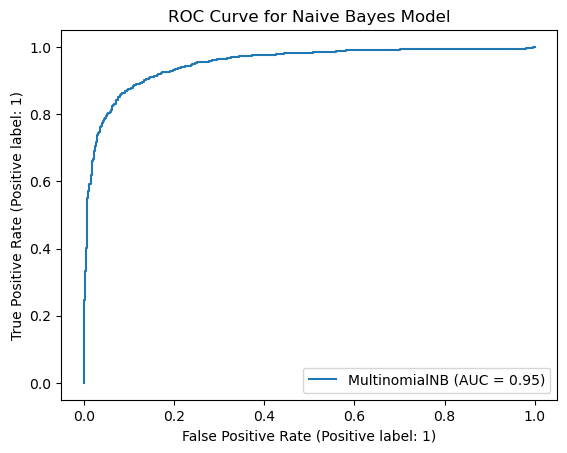 ROC Curve for Naive Bayes Model
True Positive Rate (Positive label: 1)
1.0
0.8
0.6
0.4
0.2
0.0
MultinomialNB (AUC = 0.95)
0.0 0.2 0.4 0.6 0.8 1.0
False Positive Rate (Positive label: 1)